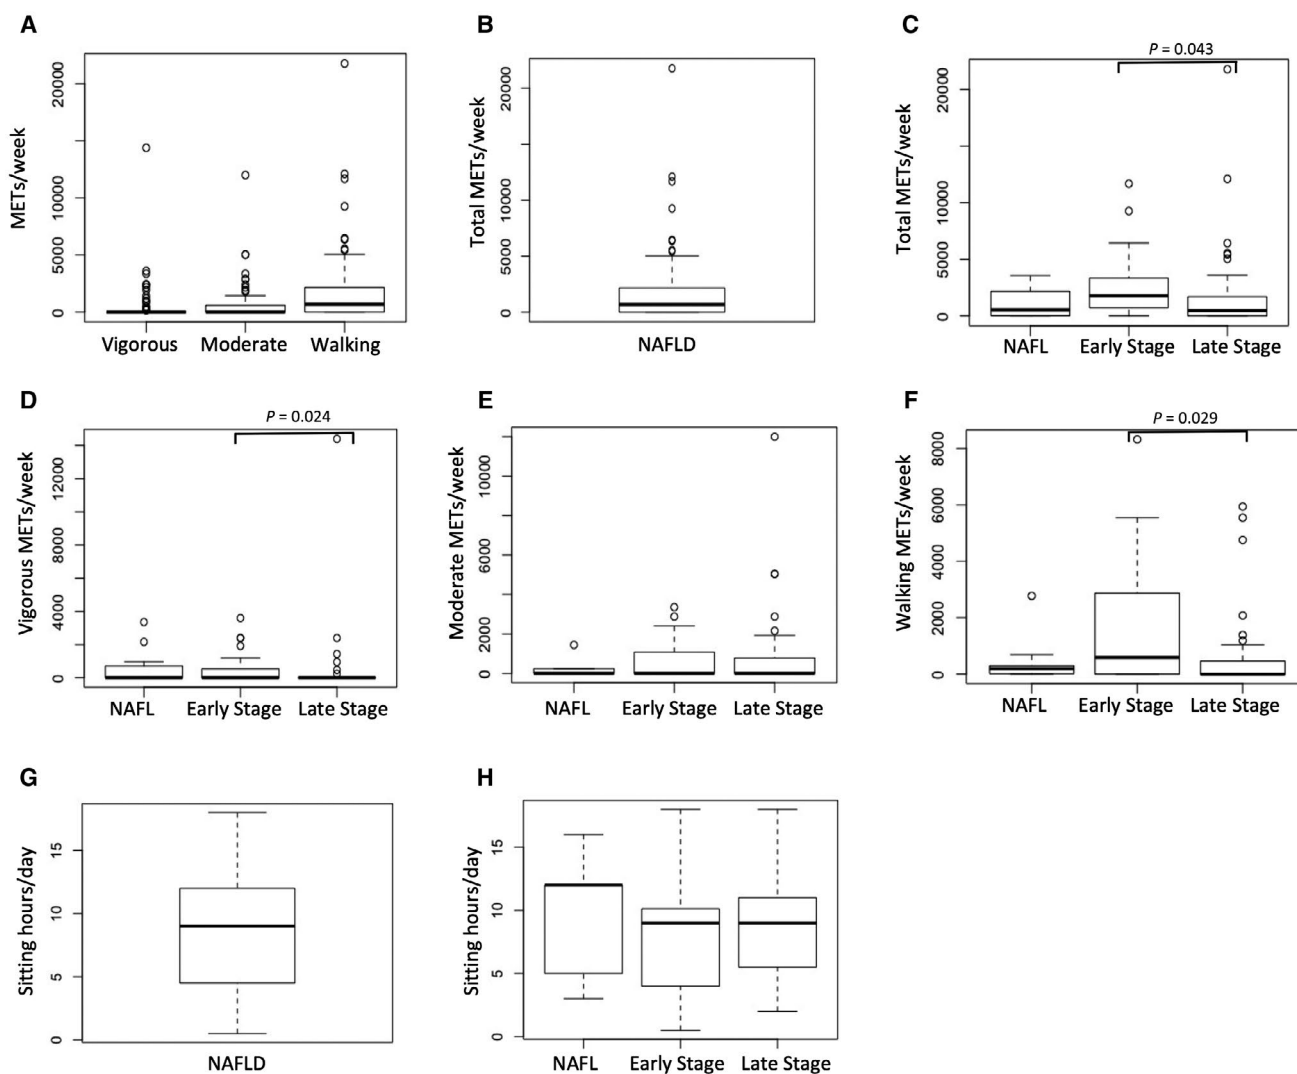 A
METs/week
20000
10000
5000
0
Vigorous Moderate Walking
B
Total METs/week
20000
10000
5000
0
NAFLD
C
P = 0.043
Total METs/week
20000
10000
5000
0
NAFL Early Stage Late Stage
D
P = 0.024
Vigorous METs/week
12000
8000
4000
0
NAFL Early Stage Late Stage
E
Moderate METs/week
10000
6000
2000
0
NAFL Early Stage Late Stage
F
P = 0.029
Walking METs/week
8000
6000
4000
2000
0
NAFL Early Stage Late Stage
G
Sitting hours/day
15
10
5
0
NAFLD
H
Sitting hours/day
15
10
5
0
NAFL Early Stage Late Stage